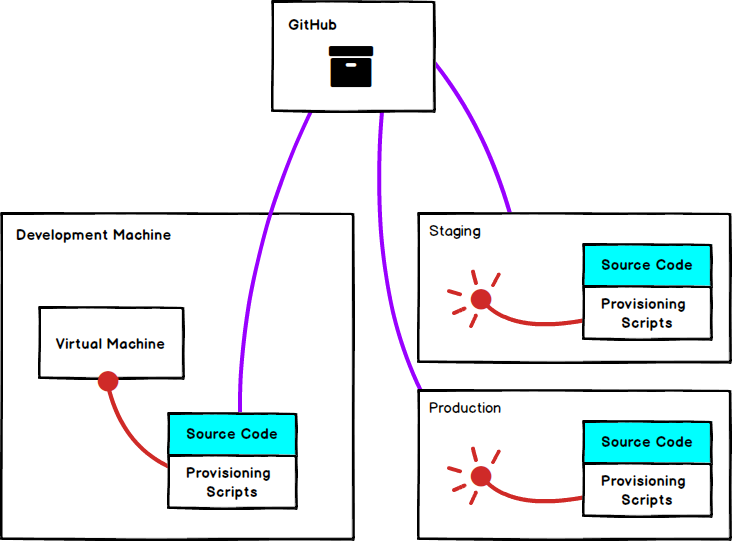 GitHub
Development Machine
Virtual Machine
Source Code
Provisioning
Scripts
Staging
Source Code
Provisioning
Scripts
Production
Source Code
Provisioning
Scripts